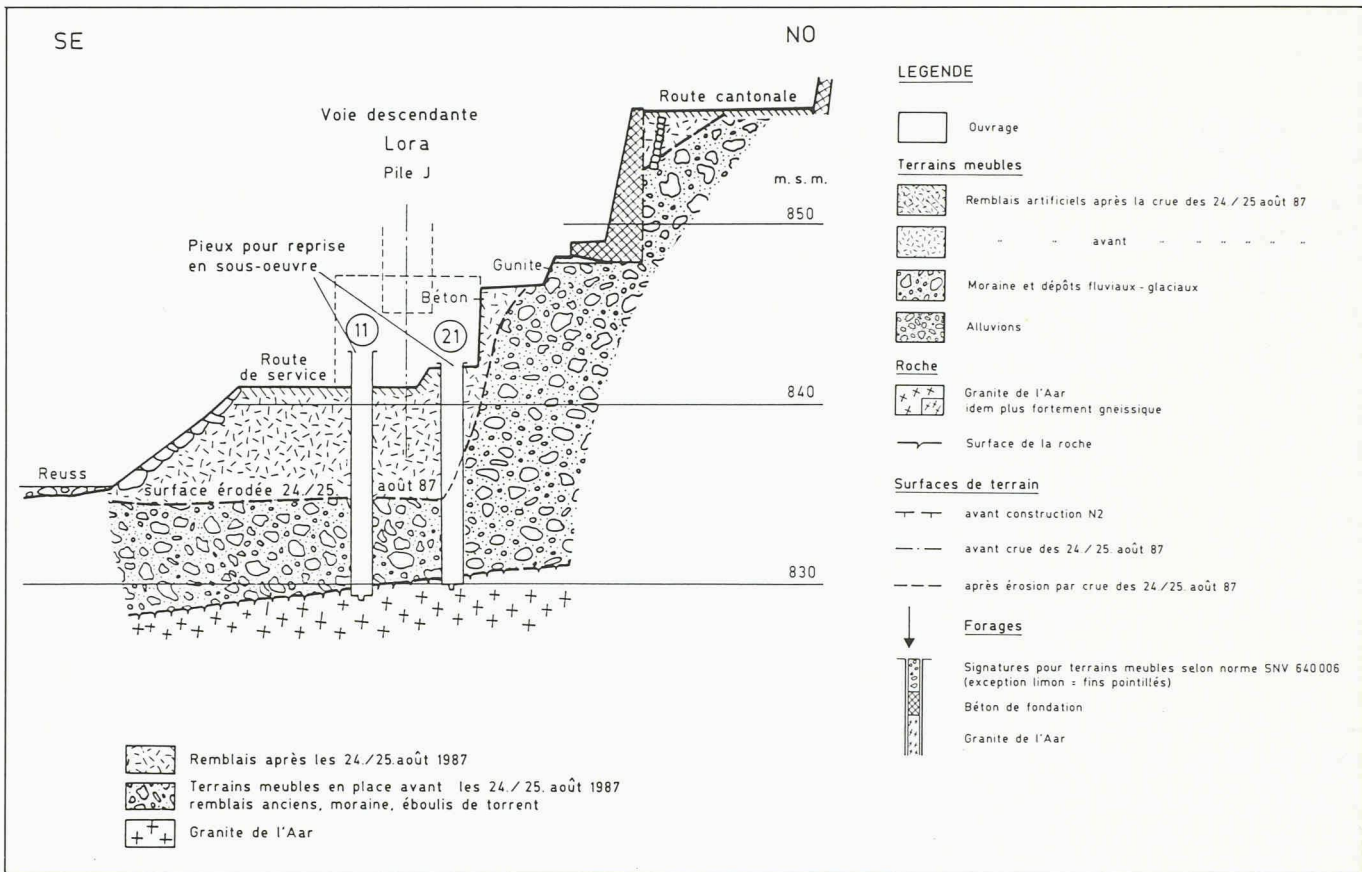 SE
NO
Route cantonale
Voie descendante
Lora
Pile J
m. s. m.
850
Pieux pour reprise
en sous-oeuvre
Gunite
Béton
11
21
Route
de service
840
Reuss
surface érodée 24./25. août 87
830
Remblais après les 24./25. août 1987
Terrains meubles en place avant les 24./25. août 1987
remblais anciens, moraine, éboulis de torrent
Granite de l'Aar
LEGENDE
Ouvrage
Terrains meubles
Remblais artificiels après la crue des 24./25 août 87
" " avant " " " " "
Moraine et dépôts fluviaux - glaciaux
Alluvions
Roche
Granite de l'Aar
idem plus fortement gneissique
Surface de la roche
Surfaces de terrain
avant construction N2
avant crue des 24./25. août 87
après érosion par crue des 24./25. août 87
Forages
Signatures pour terrains meubles selon norme SNV 640006
(exception limon = fins pointillés)
Béton de fondation
Granite de l'Aar